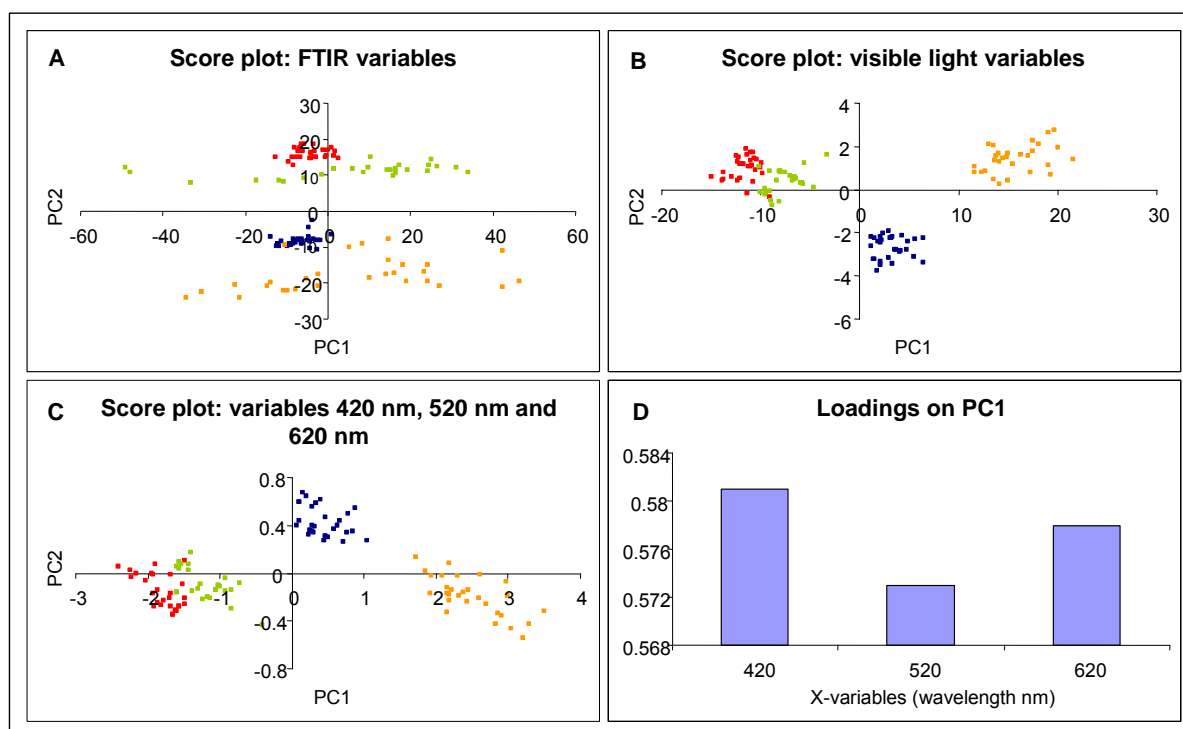 A
Score plot: FTIR variables
30
20
10
0
-10
-20
-30
-60
-40
-20
0
20
40
60
PC2
PC1
B
Score plot: visible light variables
4
2
0
-2
-4
-6
-20
-10
0
10
20
30
PC2
PC1
C
Score plot: variables 420 nm, 520 nm and
620 nm
0.8
0.4
0
-0.4
-0.8
-3
-2
-1
0
1
2
3
4
PC2
PC1
D
Loadings on PC1
0.584
0.58
0.576
0.572
0.568
420
520
620
X-variables (wavelength nm)